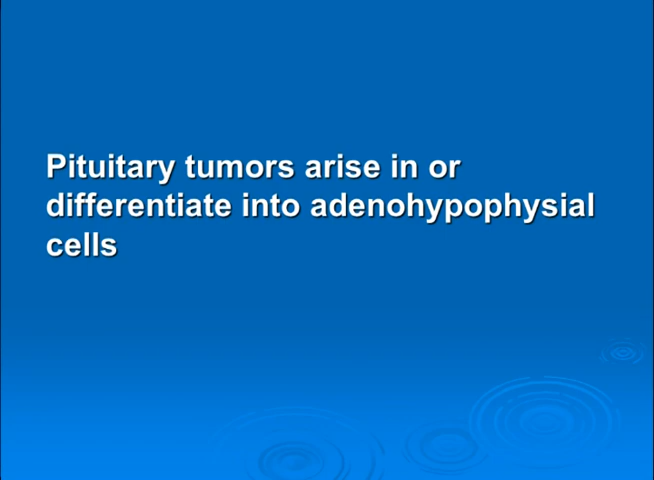 Pituitary tumors arise in or
differentiate into adenohypophysial
cells